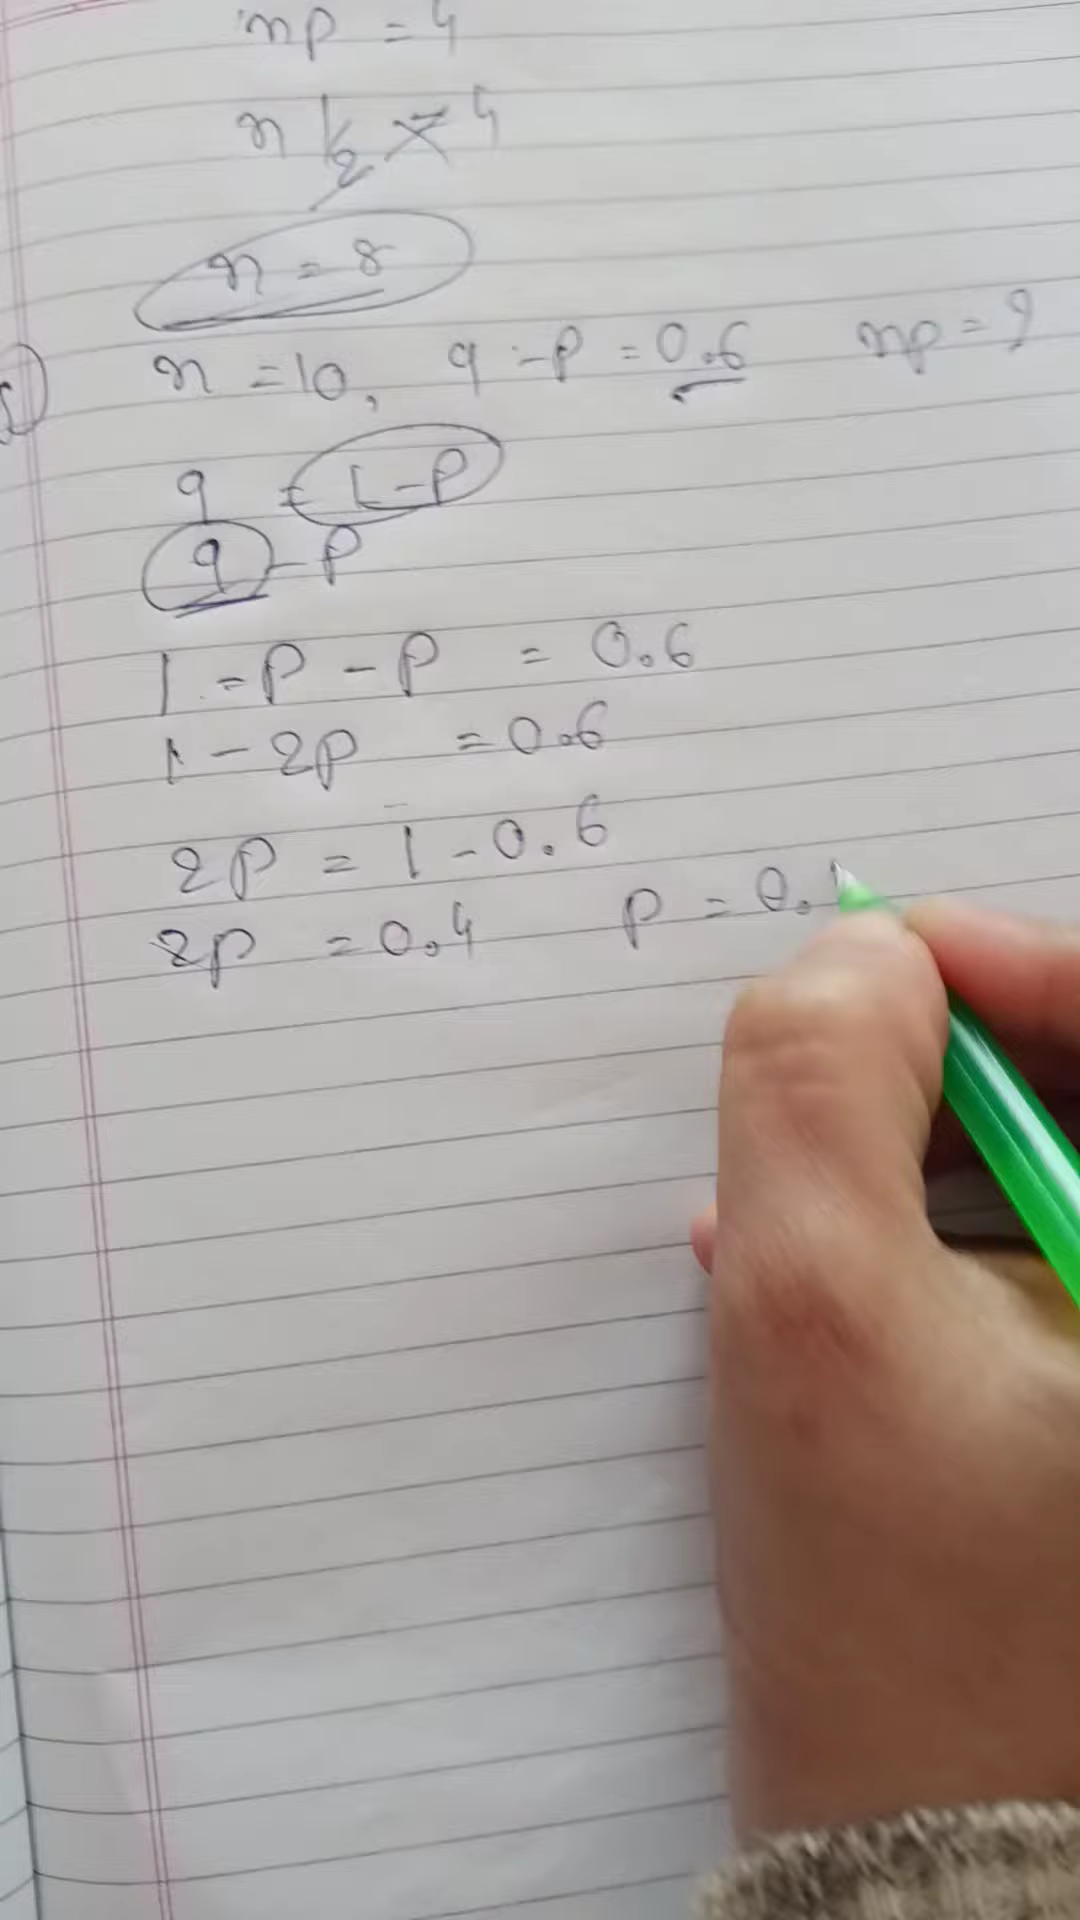 np = 4
n 1/2 = 4
n = 8
n = 10, q - p = 0.6 np = ?
q = 1 - p
q - p
1 - p - p = 0.6
1 - 2p = 0.6
2p = 1 - 0.6
2p = 0.4 p = 0.